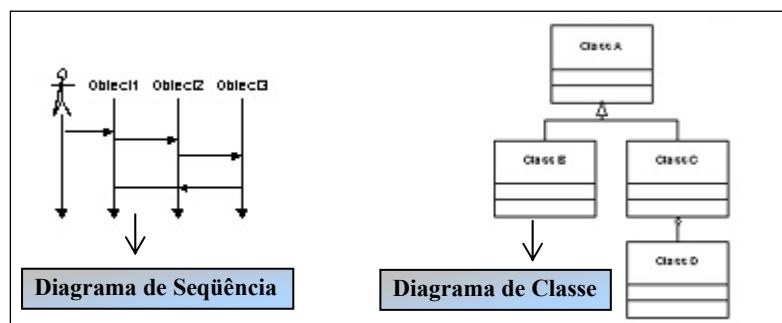 Class A
Object1 Object2 Object3
Class B
Class C
Class D
Diagrama de Seqüência
Diagrama de Classe